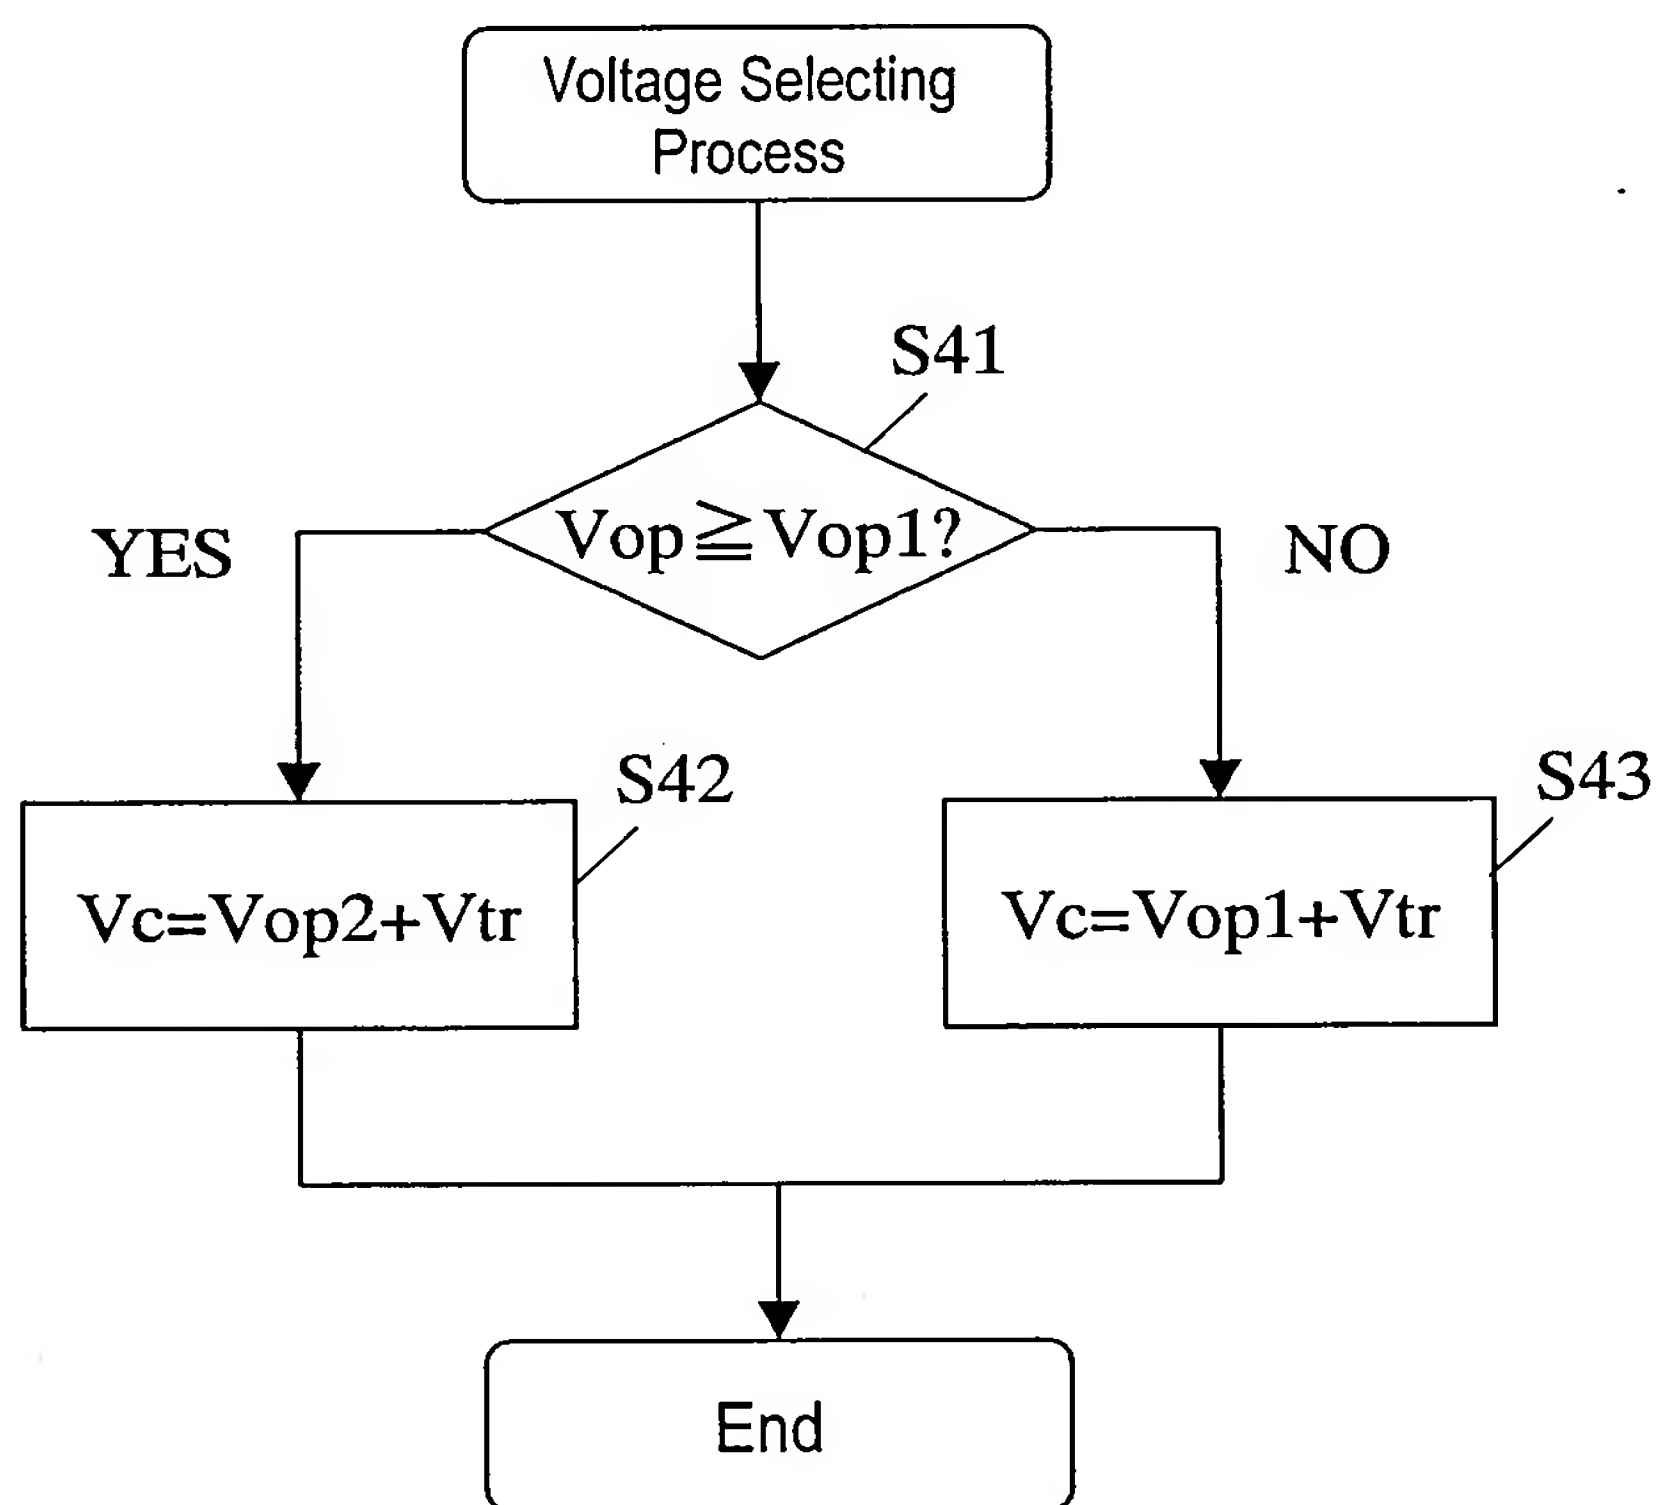 Voltage Selecting
Process
S41
Vop≧Vop1?
YES
NO
S42
S43
Vc=Vop2+Vtr
Vc=Vop1+Vtr
End